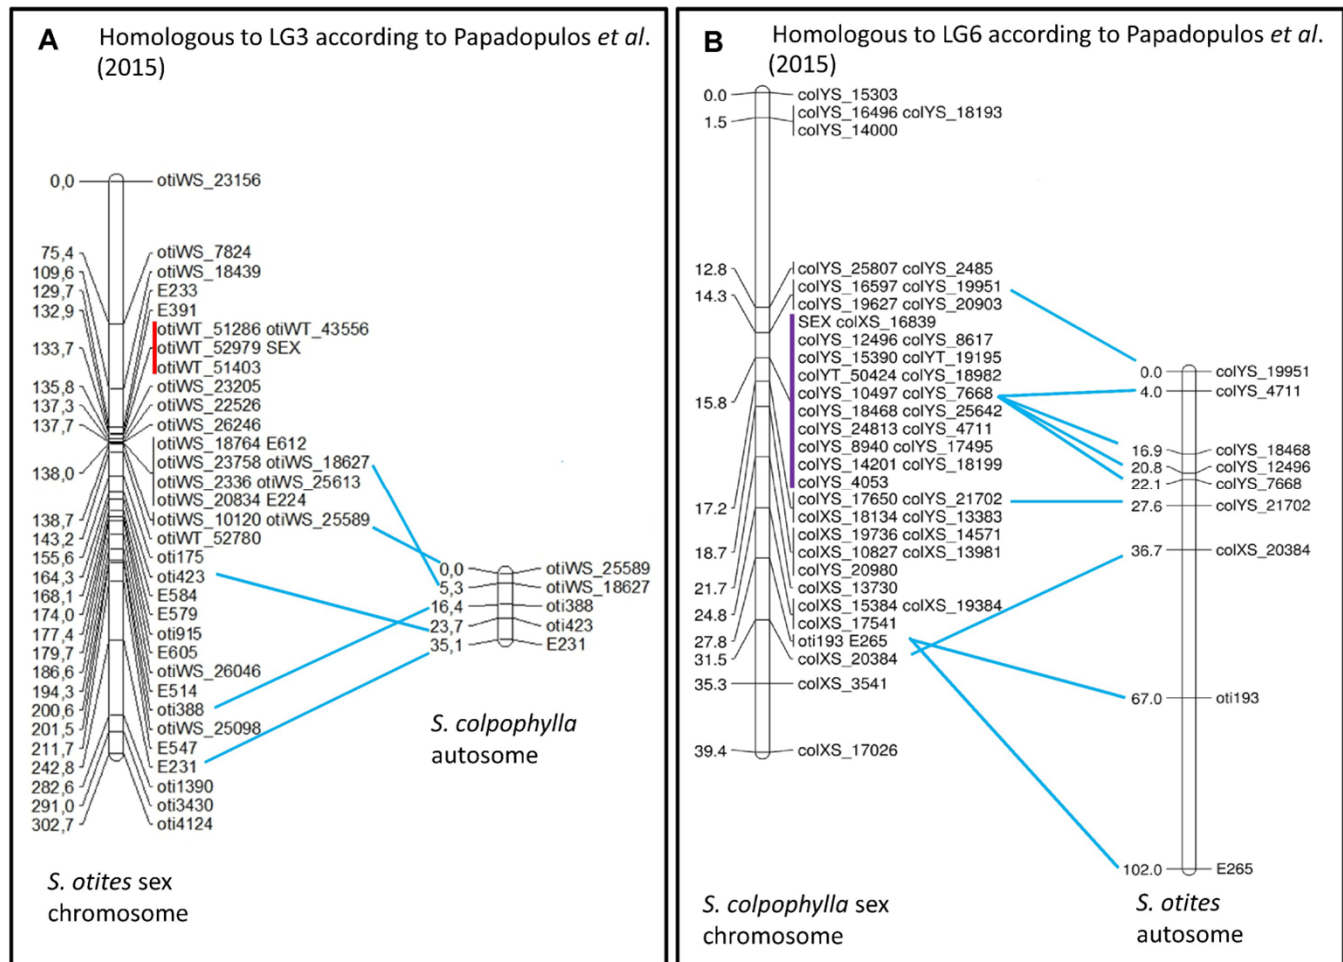 A Homologous to LG3 according to Papadopulos et al.
(2015)
0,0 otiWS_23156
75,4 otiWS_7824
109,6 otiWS_18439
129,7 E233
132,9 E391
otiWT_51286 otiWT_43556
133,7 otiWT_52979 SEX
otiWT_51403
135,8 otiWS_23205
137,3 otiWS_22526
137,7 otiWS_26246
otiWS_18764 E612
138,0 otiWS_23758 otiWS_18627
otiWS_2336 otiWS_25613
otiWS_20834 E224
138,7 otiWS_10120 otiWS_25589
143,2 otiWT_52780
155,6 oti175
164,3 oti423
168,1 E584
174,0 E579
177,4 oti915
179,7 E605
186,6 otiWS_26046
194,3 E514
200,6 oti388
201,5 otiWS_25098
211,7 E547
242,8 E231
282,6 oti1390
291,0 oti3430
302,7 oti4124
S. otites sex
chromosome
0,0 otiWS_25589
5,3 otiWS_18627
16,4 oti388
23,7 oti423
35,1 E231
S. colpophylla
autosome
B Homologous to LG6 according to Papadopulos et al.
(2015)
0.0 colYS_15303
colYS_16496 colYS_18193
1.5 colYS_14000
12.8 colYS_25807 colYS_2485
colYS_16597 colYS_19951
14.3 colYS_19627 colYS_20903
SEX colXS_16839
colYS_12496 colYS_8617
colYS_15390 colYT_19195
colYT_50424 colYS_18982
15.8 colYS_10497 colYS_7668
colYS_18468 colYS_25642
colYS_24813 colYS_4711
colYS_8940 colYS_17495
colYS_14201 colYS_18199
colYS_4053
17.2 colYS_17650 colYS_21702
colXS_18134 colYS_13383
colXS_19736 colYS_14571
18.7 colXS_10827 colXS_13981
colYS_20980
21.7 colXS_13730
colXS_15384 colXS_19384
24.8 colXS_17541
27.8 oti193 E265
31.5 colXS_20384
35.3 colXS_3541
39.4 colXS_17026
S. colpophylla sex
chromosome
0.0 colYS_19951
4.0 colYS_4711
16.9 colYS_18468
20.8 colYS_12496
22.1 colYS_7668
27.6 colYS_21702
36.7 colXS_20384
67.0 oti193
102.0 E265
S. otites
autosome